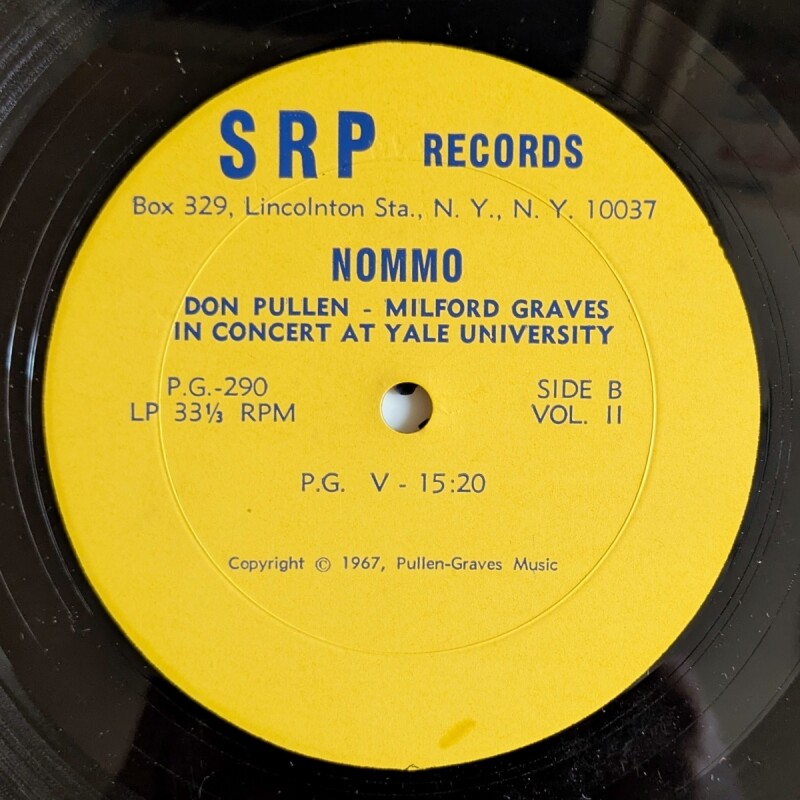 SRP RECORDS
Box 329, Lincolnton Sta., N. Y., N. Y. 10037
NOMMO
DON PULLEN - MILFORD GRAVES
IN CONCERT AT YALE UNIVERSITY
P.G.-290 SIDE B
LP 33⅓ RPM VOL. II
P.G. V - 15:20
Copyright © 1967, Pullen-Graves Music